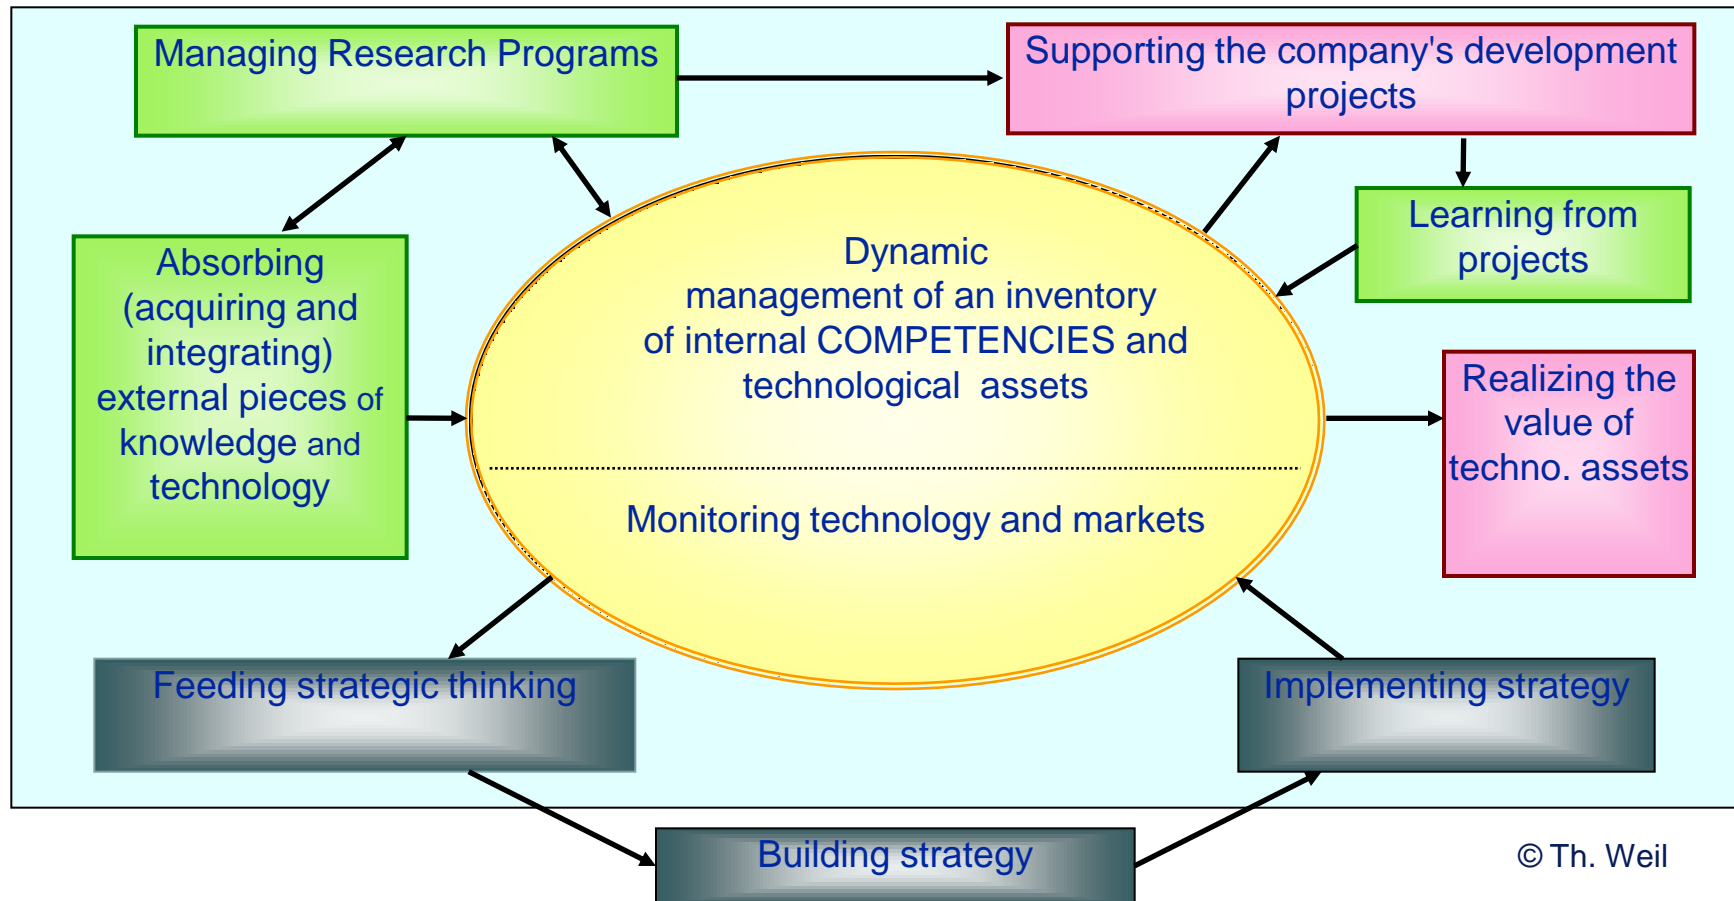 Managing Research Programs
Supporting the company's development
projects
Learning from
projects
Absorbing
(acquiring and
integrating)
external pieces of
knowledge and
technology
Dynamic
management of an inventory
of internal COMPETENCIES and
technological assets
Monitoring technology and markets
Realizing the
value of
techno. assets
Feeding strategic thinking
Implementing strategy
Building strategy
© Th. Weil